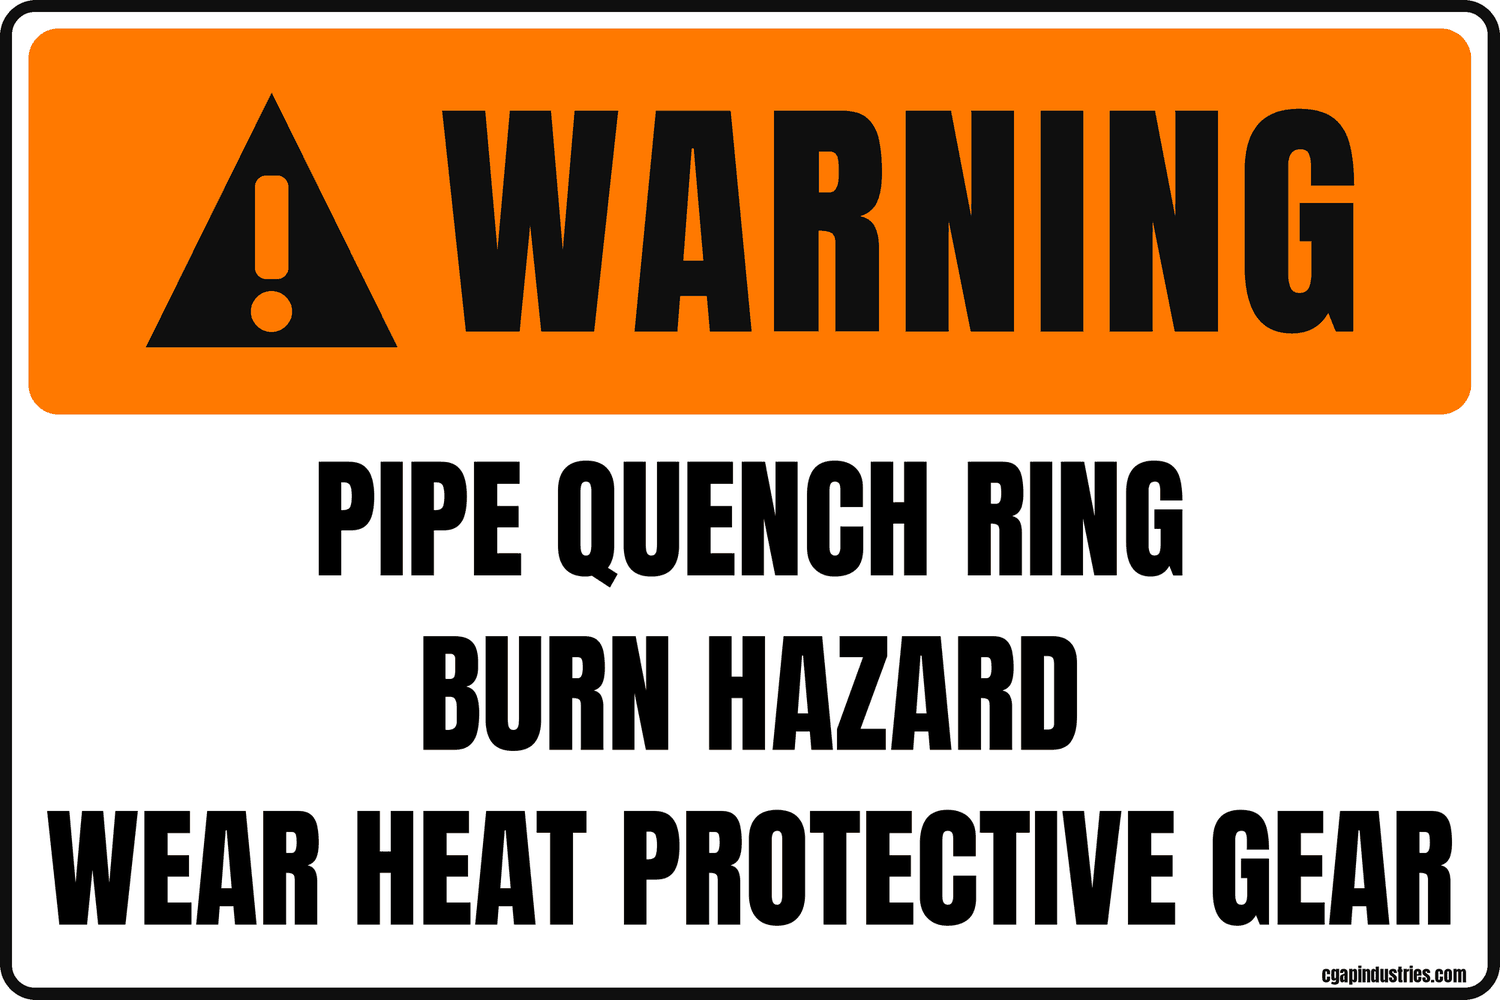 WARNING
PIPE QUENCH RING
BURN HAZARD
WEAR HEAT PROTECTIVE GEAR
cgapindustries.com